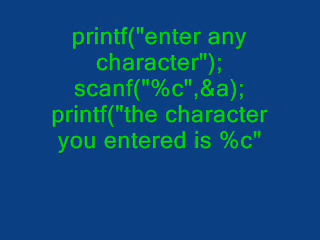 printf("enter any
character");
scanf("%c",&a);
printf("the character
you entered is %c"